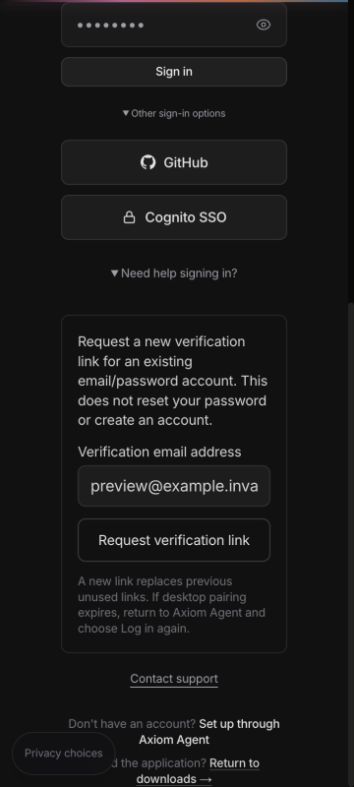 ••••••••
Sign in
▼ Other sign-in options
GitHub
Cognito SSO
▼ Need help signing in?
Request a new verification
link for an existing
email/password account. This
does not reset your password
or create an account.
Verification email address
preview@example.inva
Request verification link
A new link replaces previous
unused links. If desktop pairing
expires, return to Axiom Agent and
choose Log in again.
Contact support
Don't have an account? Set up through
Axiom Agent
Privacy choices
the application? Return to
downloads →